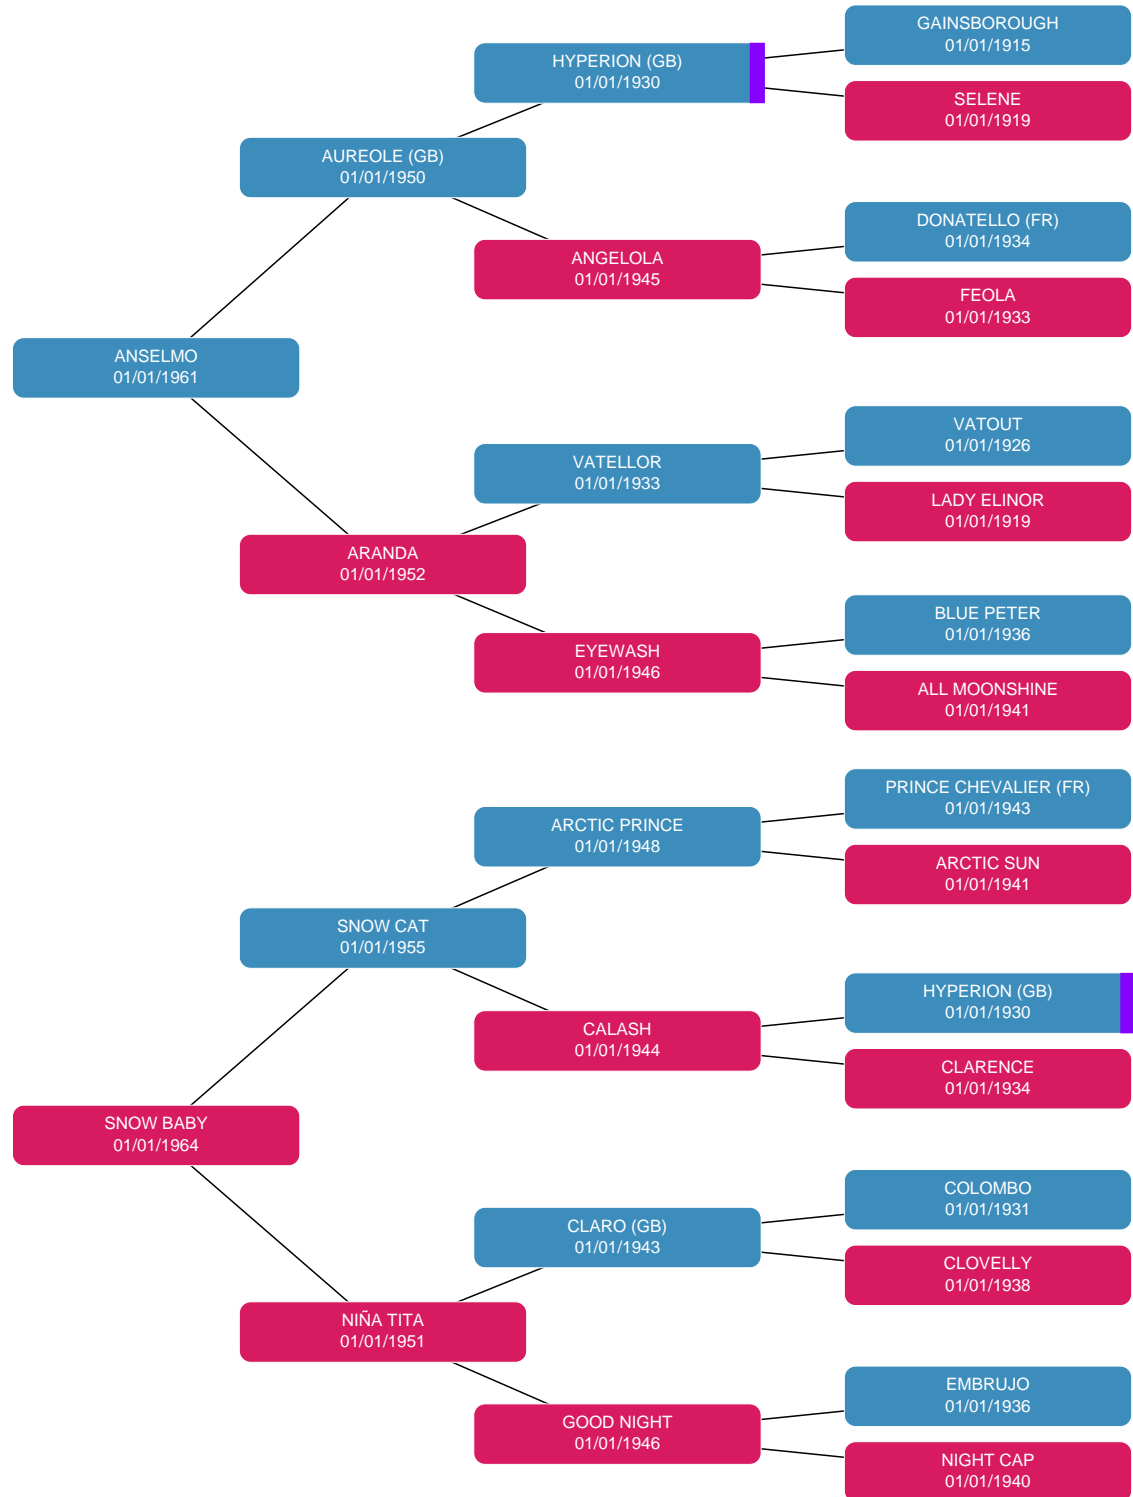 GAINSBOROUGH
01/01/1915
HYPERION (GB)
01/01/1930
SELENE
01/01/1919
AUREOLE (GB)
01/01/1950
DONATELLO (FR)
01/01/1934
ANGELOLA
01/01/1945
FEOLA
01/01/1933
ANSELMO
01/01/1961
VATOUT
01/01/1926
VATELLOR
01/01/1933
LADY ELINOR
01/01/1919
ARANDA
01/01/1952
BLUE PETER
01/01/1936
EYEWASH
01/01/1946
ALL MOONSHINE
01/01/1941
PRINCE CHEVALIER (FR)
01/01/1943
ARCTIC PRINCE
01/01/1948
ARCTIC SUN
01/01/1941
SNOW CAT
01/01/1955
HYPERION (GB)
01/01/1930
CALASH
01/01/1944
CLARENCE
01/01/1934
SNOW BABY
01/01/1964
COLOMBO
01/01/1931
CLARO (GB)
01/01/1943
CLOVELLY
01/01/1938
NIÑA TITA
01/01/1951
EMBRUJO
01/01/1936
GOOD NIGHT
01/01/1946
NIGHT CAP
01/01/1940